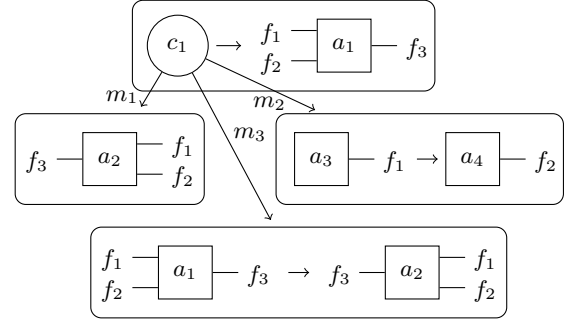 c₁ → f₁ f₂ a₁ f₃
m₁ m₂ m₃
f₃ a₂ f₁ f₂
a₃ f₁ → a₄ f₂
f₁ f₂ a₁ f₃ → f₃ a₂ f₁ f₂